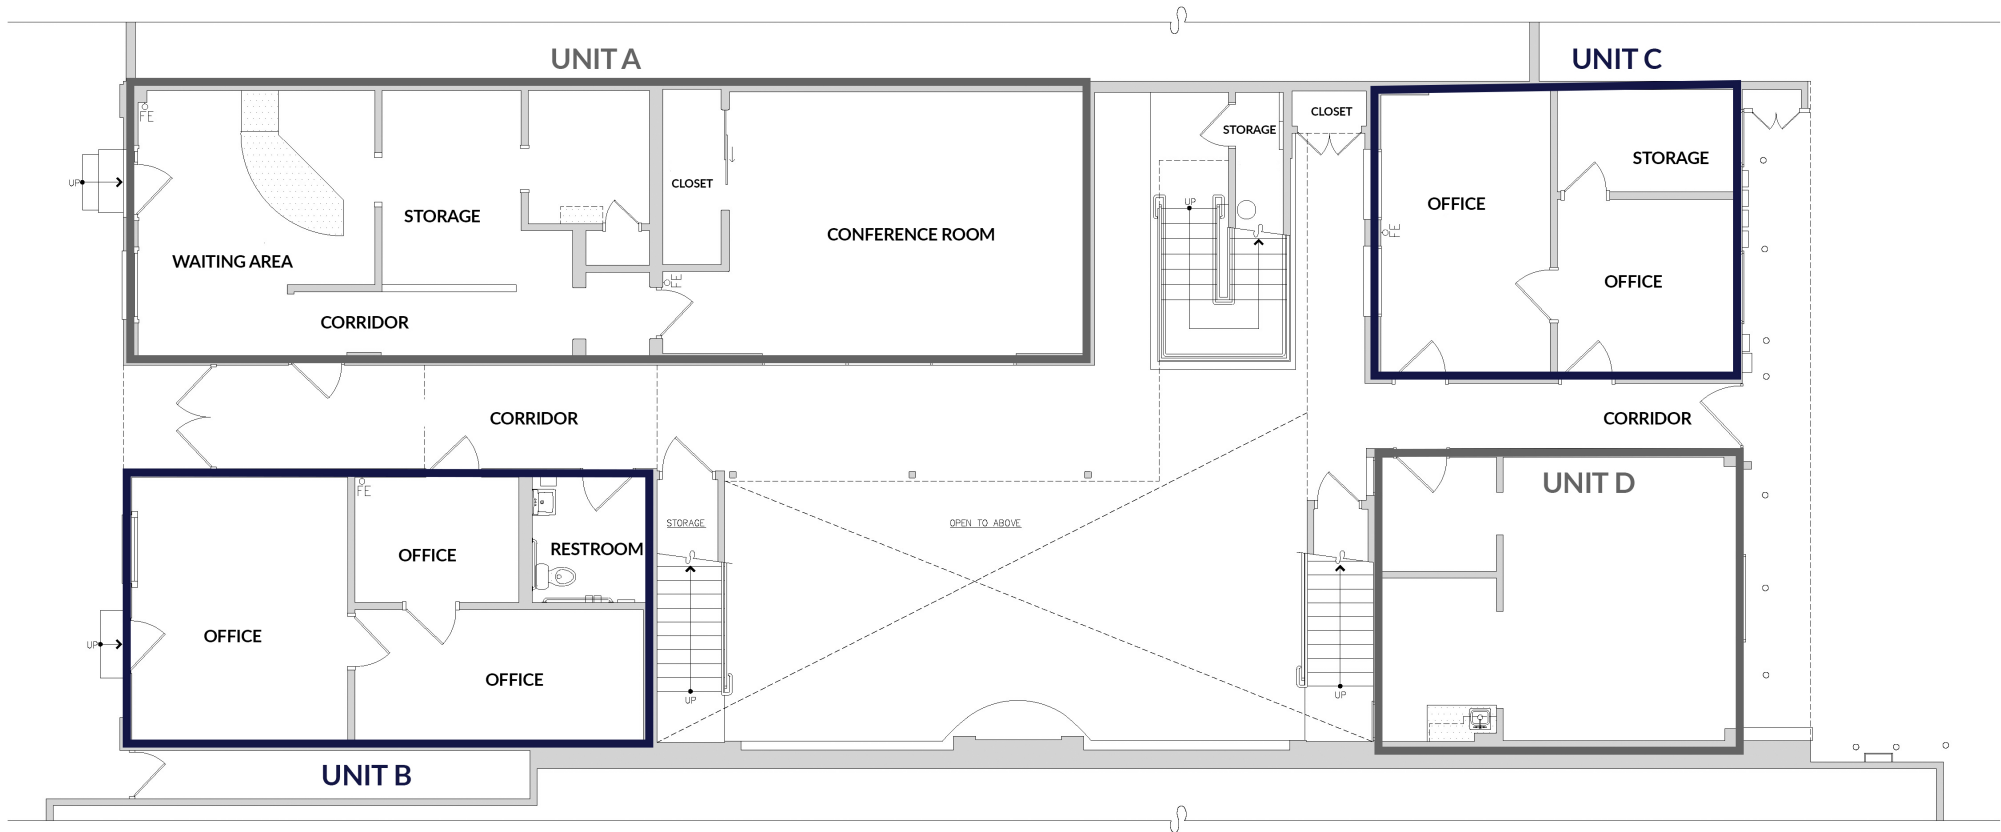 UNIT A
UNIT C
FE
CLOSET
STORAGE
STORAGE
UP
CLOSET
UP
OFFICE
STORAGE
FE
CONFERENCE ROOM
WAITING AREA
OFFICE
FE
CORRIDOR
CORRIDOR
CORRIDOR
UNIT D
FE
STORAGE
OPEN TO ABOVE
OFFICE
RESTROOM
OFFICE
UP
OFFICE
UP
UP
UNIT B